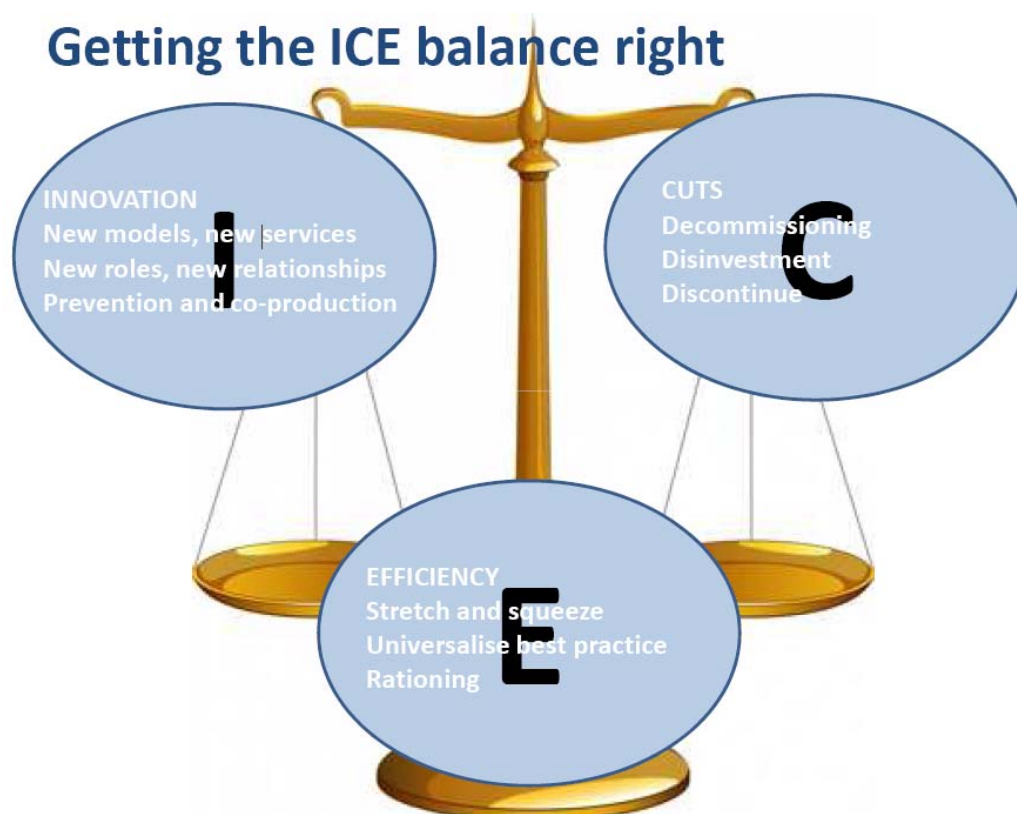 Getting the ICE balance right
I
INNOVATION
New models, new services
New roles, new relationships
Prevention and co-production
C
CUTS
Decommissioning
Disinvestment
Discontinue
E
EFFICIENCY
Stretch and squeeze
Universalise best practice
Rationing